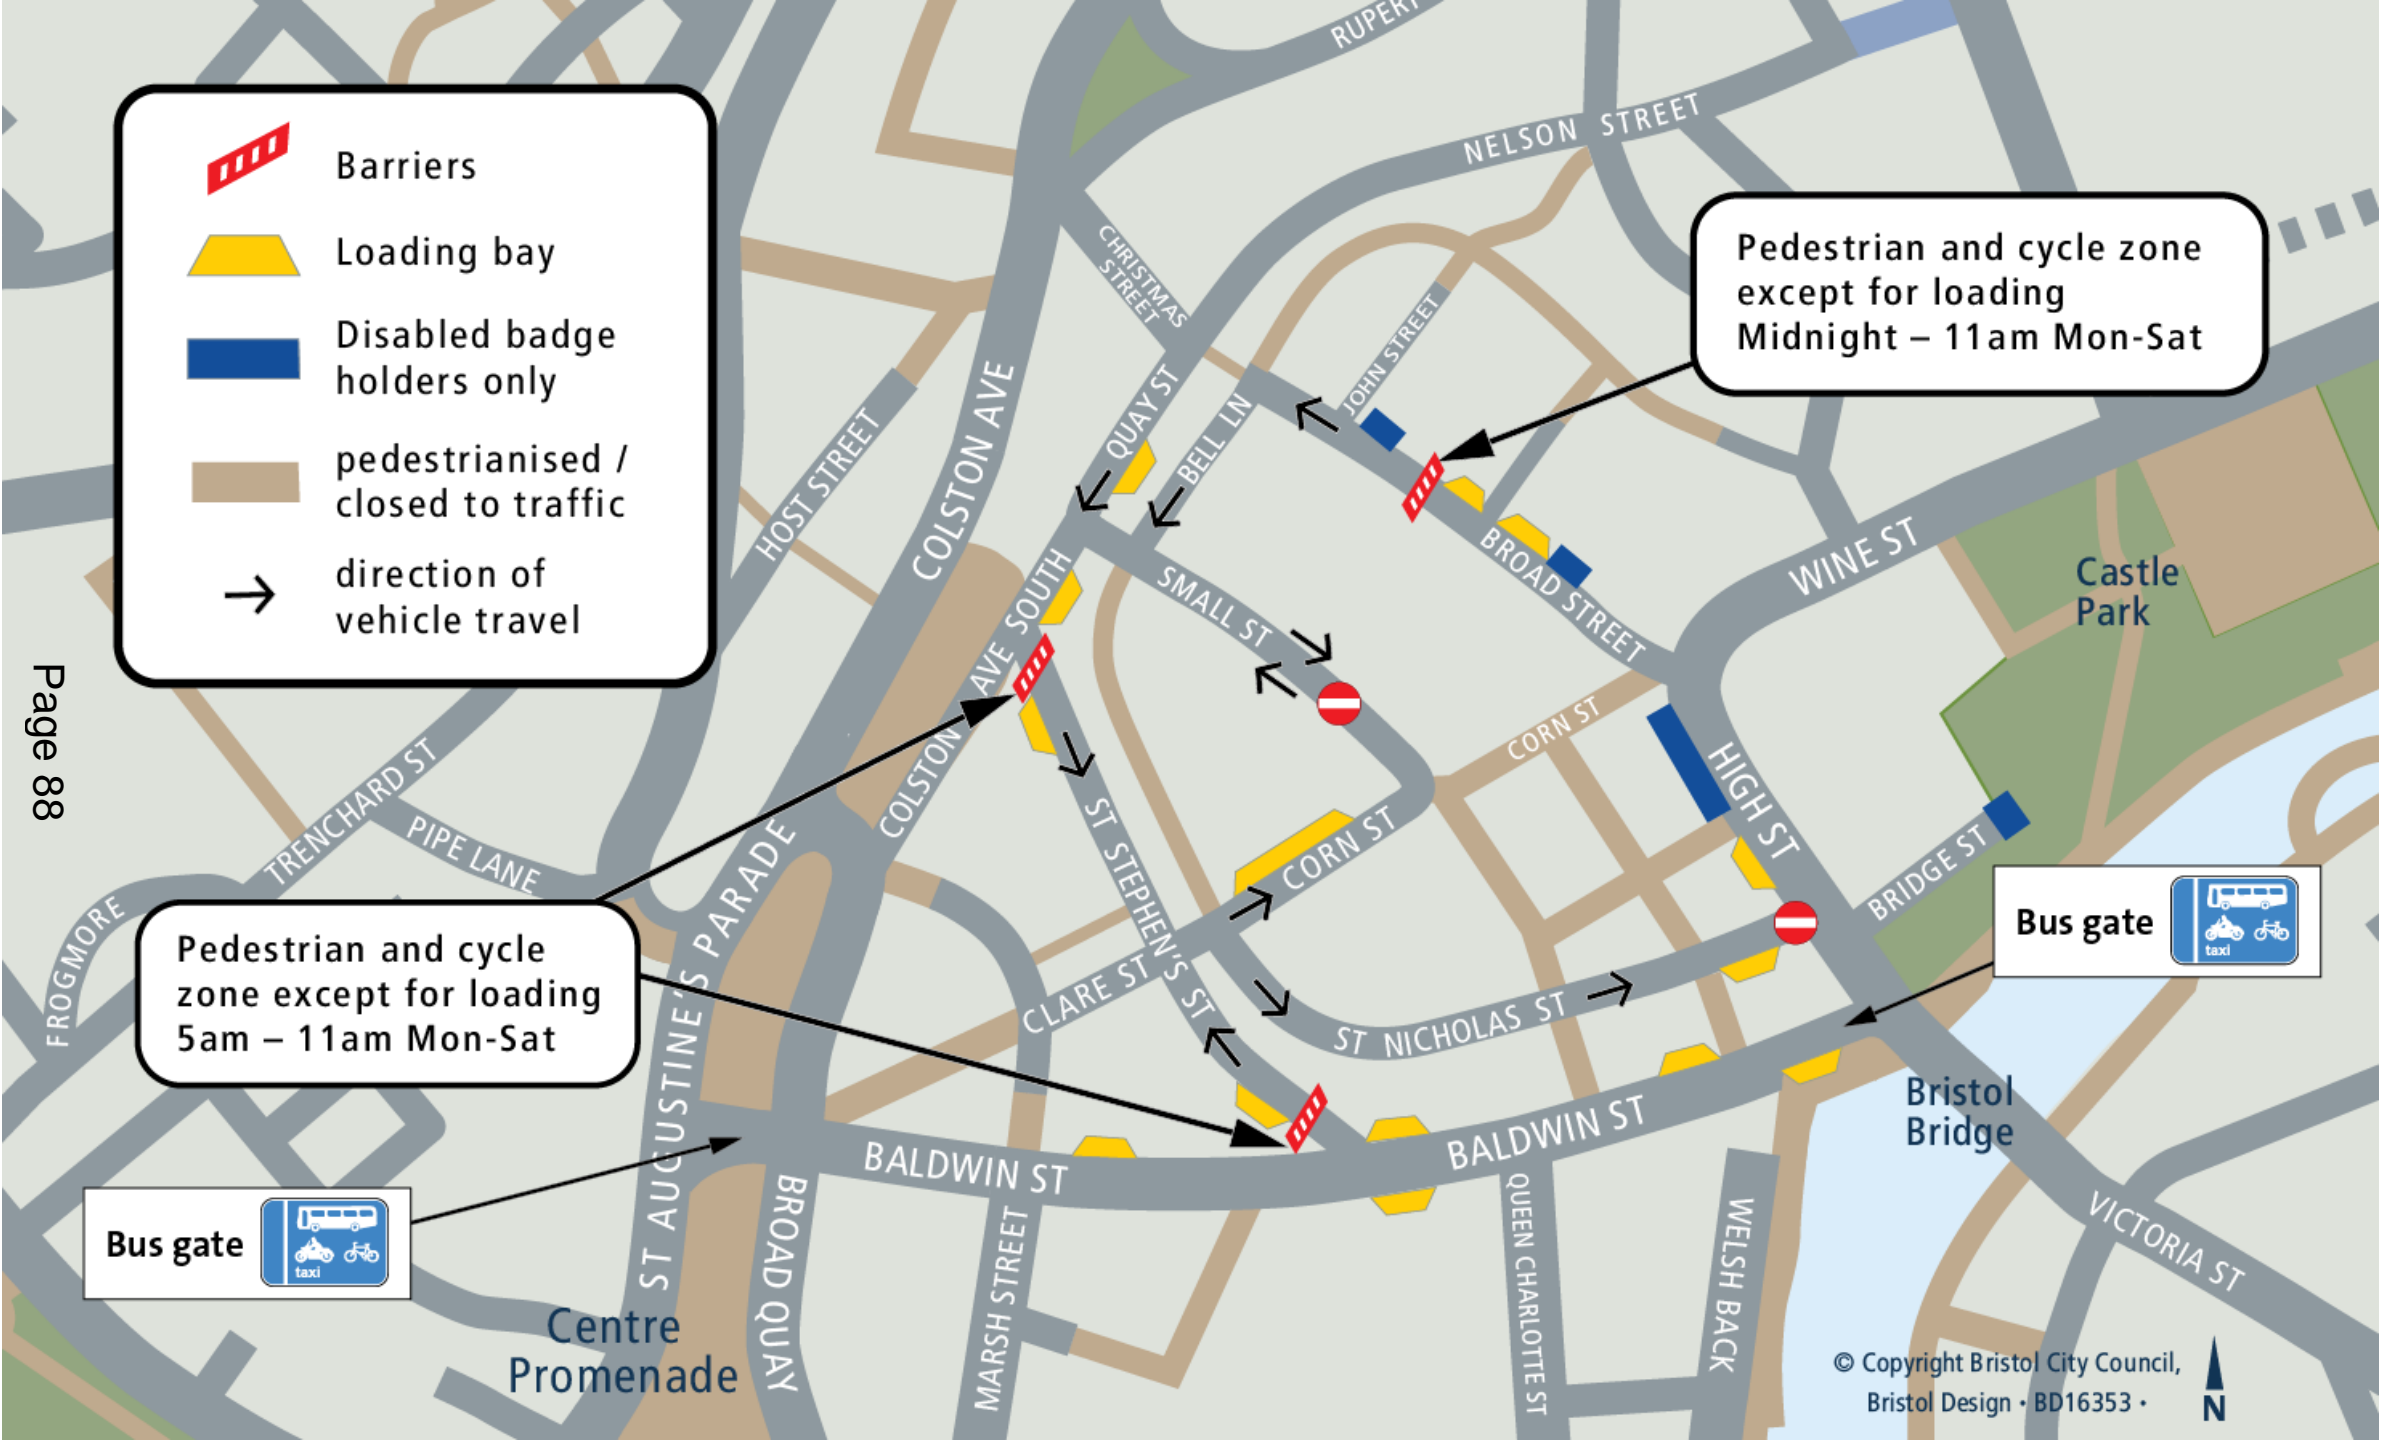 RUPERT
NELSON STREET
Barriers
Loading bay
Disabled badge
holders only
pedestrianised /
closed to traffic
direction of
vehicle travel
Pedestrian and cycle zone
except for loading
Midnight – 11am Mon-Sat
CHRISTMAS
STREET
JOHN STREET
QUAY ST
BELL LN
COLSTON AVE
HOST STREET
BROAD STREET
WINE ST
Castle
Park
SMALL ST
COLSTON AVE SOUTH
CORN ST
HIGH ST
Page 88
TRENCHARD ST
PIPE LANE
ST AUGUSTINE'S PARADE
ST STEPHEN'S ST
CORN ST
BRIDGE ST
FROGMORE
Pedestrian and cycle
zone except for loading
5am – 11am Mon-Sat
CLARE ST
ST NICHOLAS ST
Bus gate
taxi
Bristol
Bridge
BALDWIN ST
BALDWIN ST
BROAD QUAY
MARSH STREET
QUEEN CHARLOTTE ST
WELSH BACK
VICTORIA ST
Bus gate
taxi
Centre
Promenade
© Copyright Bristol City Council,
Bristol Design • BD16353 •
N